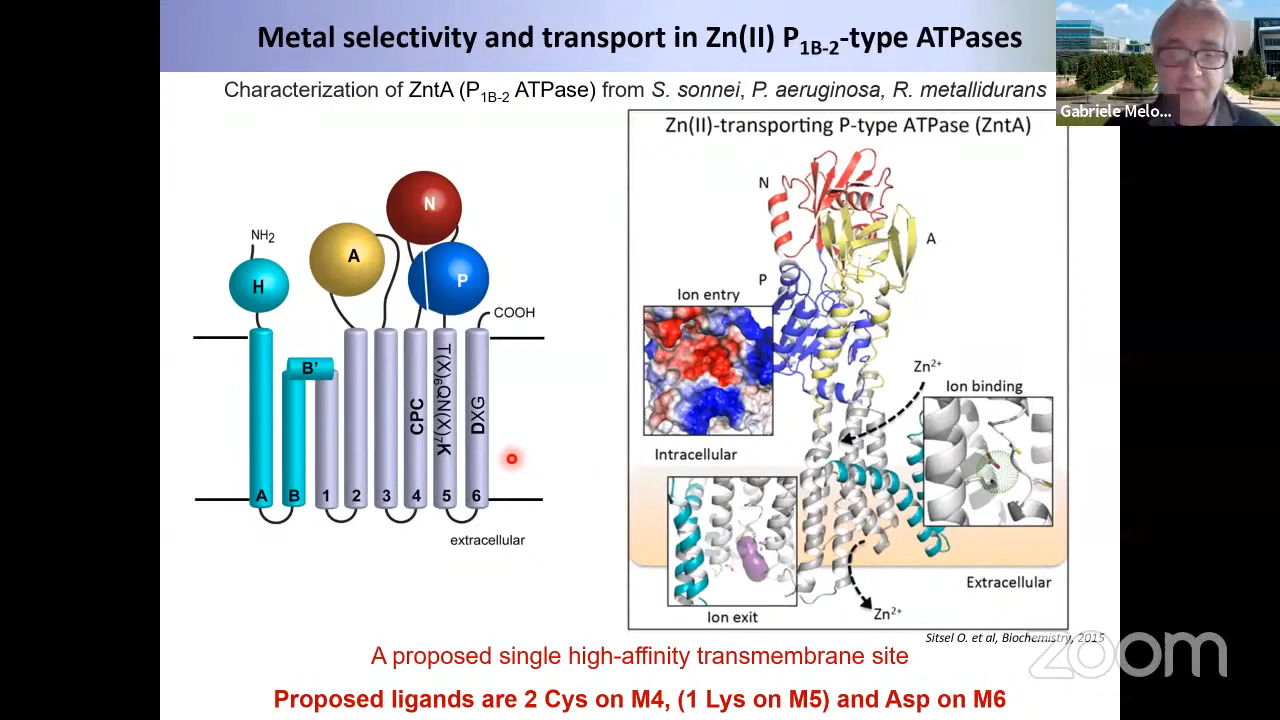 Metal selectivity and transport in Zn(II) P1B-2-type ATPases
Gabriele Melo...
Characterization of ZntA (P1B-2 ATPase) from S. sonnei, P. aeruginosa, R. metallidurans
Zn(II)-transporting P-type ATPase (ZntA)
NH2
H
A
N
P
COOH
B'
CPC
T(X)6QN(X)7K
DXG
A
B
1
2
3
4
5
6
extracellular
N
A
P
Ion entry
Zn2+
Ion binding
Intracellular
Extracellular
Ion exit
Zn2+
Sitsel O. et al, Biochemistry, 2015
zoom
A proposed single high-affinity transmembrane site
Proposed ligands are 2 Cys on M4, (1 Lys on M5) and Asp on M6